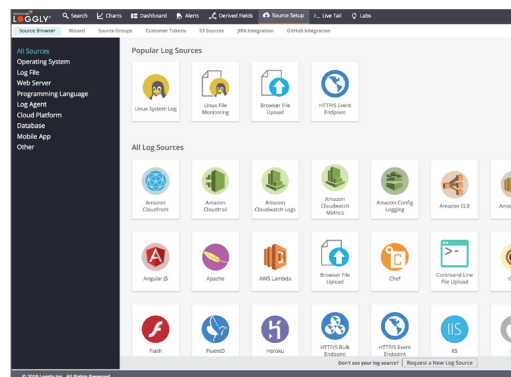 LOGGLY
Search
Charts
Dashboard
Alerts
Derived Fields
Source Setup
Live Tail
Labs
Source Browser
Wizard
Source Groups
Customer Tokens
S3 Sources
JIRA Integration
GitHub Integration
All Sources
Operating System
Log File
Web Server
Programming Language
Log Agent
Cloud Platform
Database
Mobile App
Other
Popular Log Sources
Linux System Log
Linux File
Monitoring
Browser File
Upload
HTTP/S Event
Endpoint
All Log Sources
Amazon
Cloudfront
Amazon
Cloudtrail
Amazon
Cloudwatch Logs
Amazon
Cloudwatch
Metrics
Amazon Config
Logging
Amazon ELB
Angular JS
Apache
AWS Lambda
Browser File
Upload
Chef
Command Line
File Upload
Flash
FluentD
Heroku
HTTP/S Bulk
Endpoint
HTTP/S Event
Endpoint
IIS
IIS
Don't see your log source?
Request a New Log Source